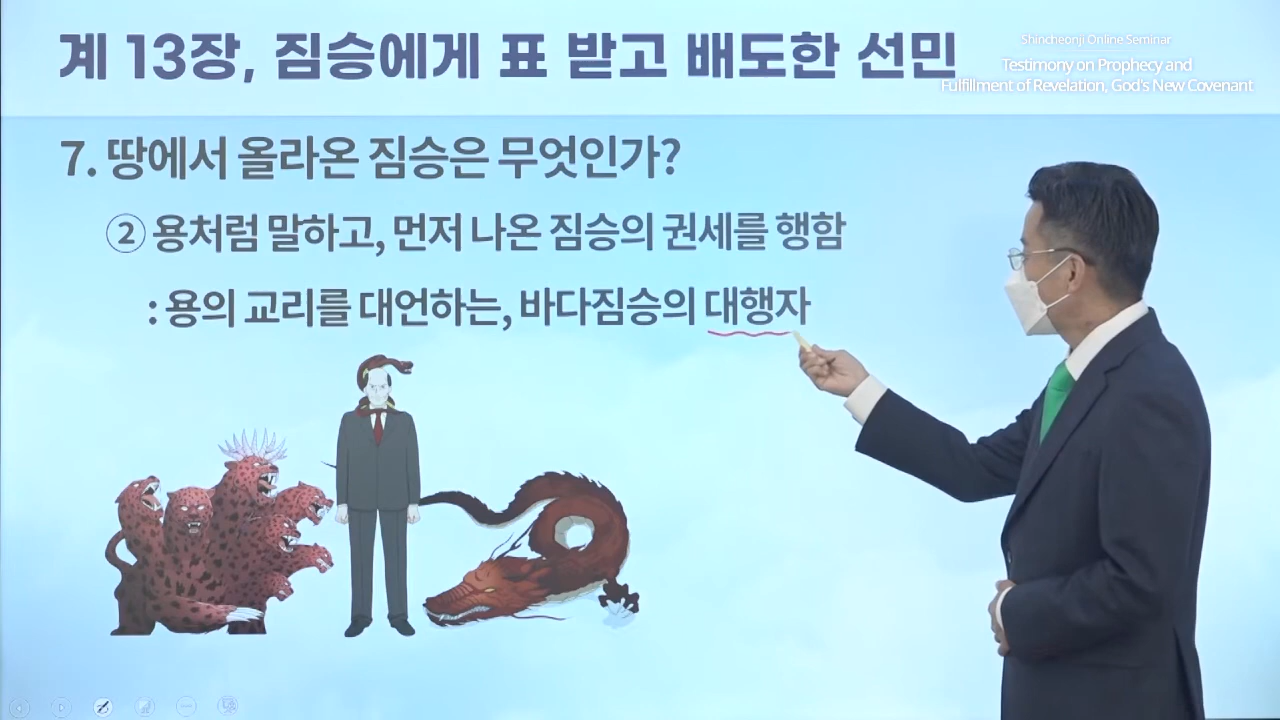 계 13장, 짐승에게 표 받고 배도한 선민
Shincheonji Online Seminar
Testimony on Prophecy and
Fulfillment of Revelation, God's New Covenant
7. 땅에서 올라온 짐승은 무엇인가?
② 용처럼 말하고, 먼저 나온 짐승의 권세를 행함
: 용의 교리를 대언하는, 바다짐승의 대행자